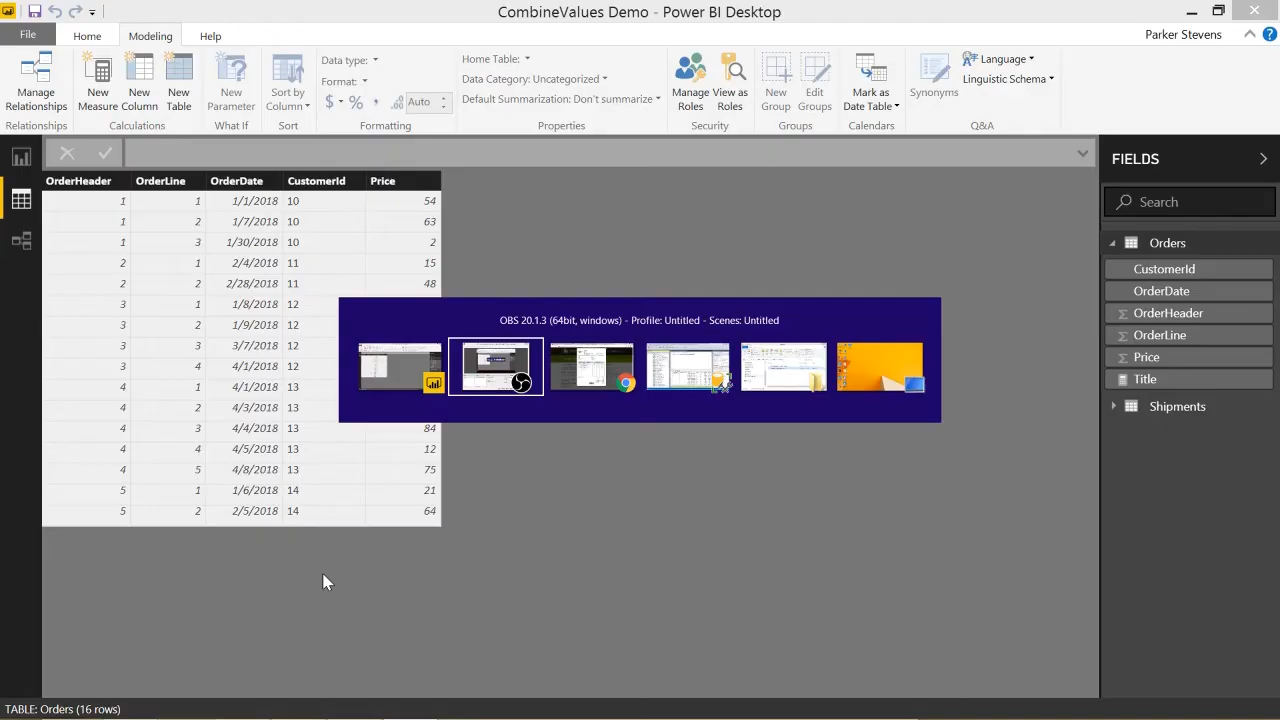 CombineValues Demo - Power BI Desktop
File Home Modeling Help
Parker Stevens
Manage Relationships
New Measure
New Column
New Table
New Parameter
Sort by Column
Data type:
Format:
$ % , Auto
Home Table:
Data Category: Uncategorized
Default Summarization: Don't summarize
Manage Roles
View as Roles
New Group
Edit Groups
Mark as Date Table
Synonyms
Language
Linguistic Schema
Relationships Calculations What If Sort Formatting Properties Security Groups Calendars Q&A
OrderHeader OrderLine OrderDate CustomerId Price
1 1 1/1/2018 10 54
1 2 1/7/2018 10 63
1 3 1/30/2018 10 2
2 1 2/4/2018 11 15
2 2 2/28/2018 11 48
3 1 1/8/2018 12
3 2 1/9/2018 12
3 3 3/7/2018 12
3 4 4/1/2018 12
4 1 4/1/2018 13
4 2 4/3/2018 13
4 3 4/4/2018 13 84
4 4 4/5/2018 13 12
4 5 4/8/2018 13 75
5 1 1/6/2018 14 21
5 2 2/5/2018 14 64
OBS 20.1.3 (64bit, windows) - Profile: Untitled - Scenes: Untitled
FIELDS
Search
Orders
CustomerId
OrderDate
OrderHeader
OrderLine
Price
Title
Shipments
TABLE: Orders (16 rows)